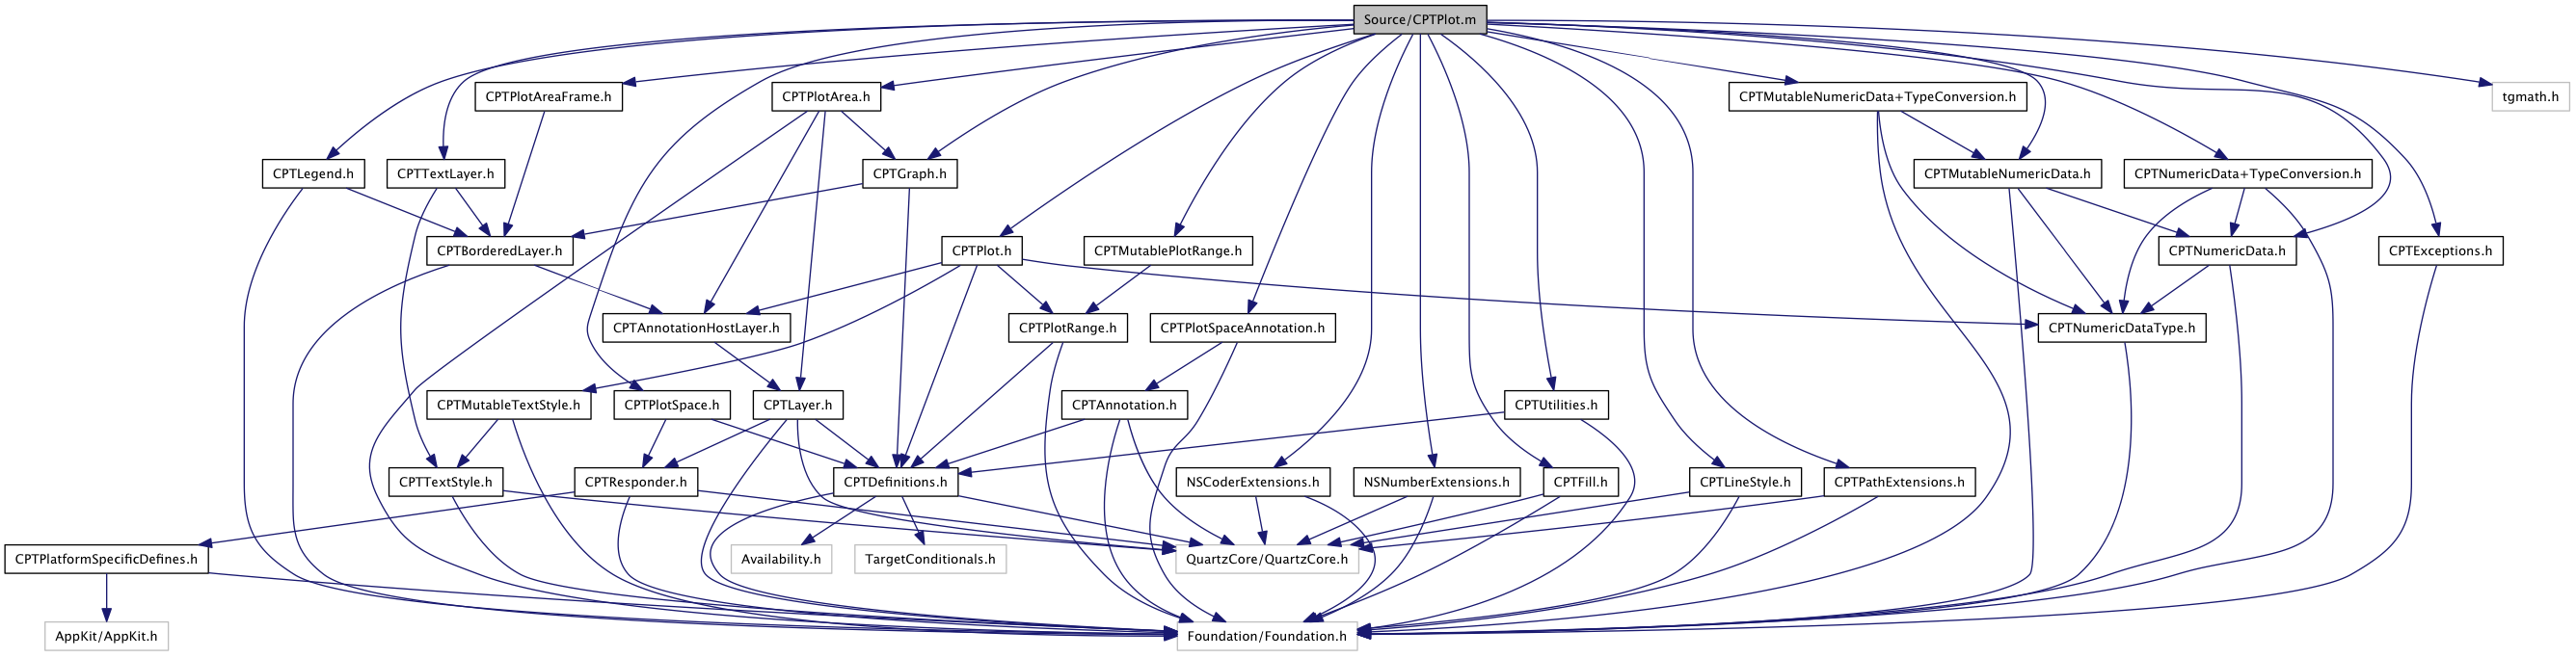 Source/CPTPlot.m
CPTPlotAreaFrame.h
CPTPlotArea.h
CPTMutableNumericData+TypeConversion.h
tgmath.h
CPTLegend.h
CPTTextLayer.h
CPTGraph.h
CPTMutableNumericData.h
CPTNumericData+TypeConversion.h
CPTBorderedLayer.h
CPTPlot.h
CPTMutablePlotRange.h
CPTNumericData.h
CPTExceptions.h
CPTAnnotationHostLayer.h
CPTPlotRange.h
CPTPlotSpaceAnnotation.h
CPTNumericDataType.h
CPTMutableTextStyle.h
CPTPlotSpace.h
CPTLayer.h
CPTAnnotation.h
CPTUtilities.h
CPTTextStyle.h
CPTResponder.h
CPTDefinitions.h
NSCoderExtensions.h
NSNumberExtensions.h
CPTFill.h
CPTLineStyle.h
CPTPathExtensions.h
CPTPlatformSpecificDefines.h
Availability.h
TargetConditionals.h
QuartzCore/QuartzCore.h
AppKit/AppKit.h
Foundation/Foundation.h